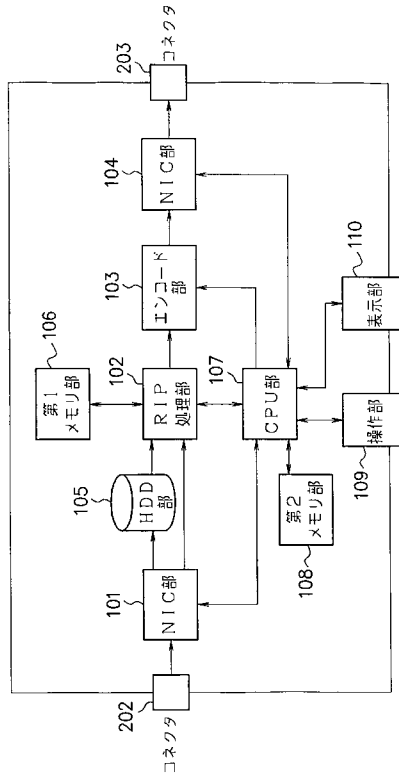 コネクタ
202
101
NIC部
105
HDD部
106
第1
メモリ部
102
RIP
処理部
103
エンコード
部
104
NIC部
203
コネクタ
107
CPU部
108
第2
メモリ部
109
操作部
110
表示部